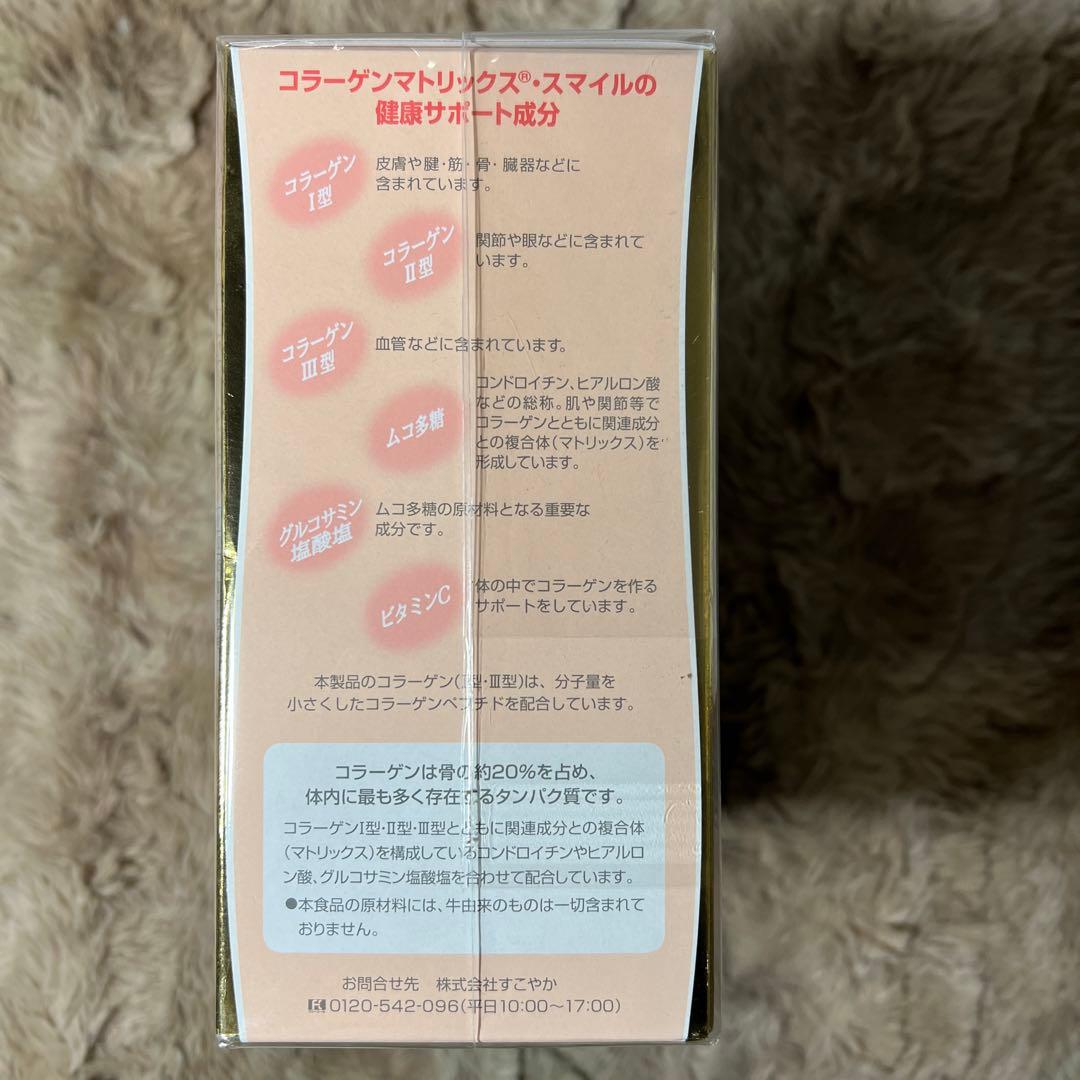 コラーゲンマトリックス®・スマイルの
健康サポート成分
コラーゲン
Ⅰ型
皮膚や腱・筋・骨・臓器などに
含まれています。
コラーゲン
Ⅱ型
関節や眼などに含まれて
います。
コラーゲン
Ⅲ型
血管などに含まれています。
ムコ多糖
コンドロイチン、ヒアルロン酸
などの総称。肌や関節等で
コラーゲンとともに関連成分
との複合体(マトリックス)を
形成しています。
グルコサミン
塩酸塩
ムコ多糖の原材料となる重要な
成分です。
ビタミンC
体の中でコラーゲンを作る
サポートをしています。
本製品のコラーゲン(Ⅰ型・Ⅲ型)は、分子量を
小さくしたコラーゲンペプチドを配合しています。
コラーゲンは骨の約20%を占め、
体内に最も多く存在するタンパク質です。
コラーゲンⅠ型・Ⅱ型・Ⅲ型とともに関連成分との複合体
(マトリックス)を構成しているコンドロイチンやヒアルロ
ン酸、グルコサミン塩酸塩を合わせて配合しています。
●本食品の原材料には、牛由来のものは一切含まれて
おりません。
お問合せ先 株式会社すこやか
0120-542-096(平日10:00〜17:00)